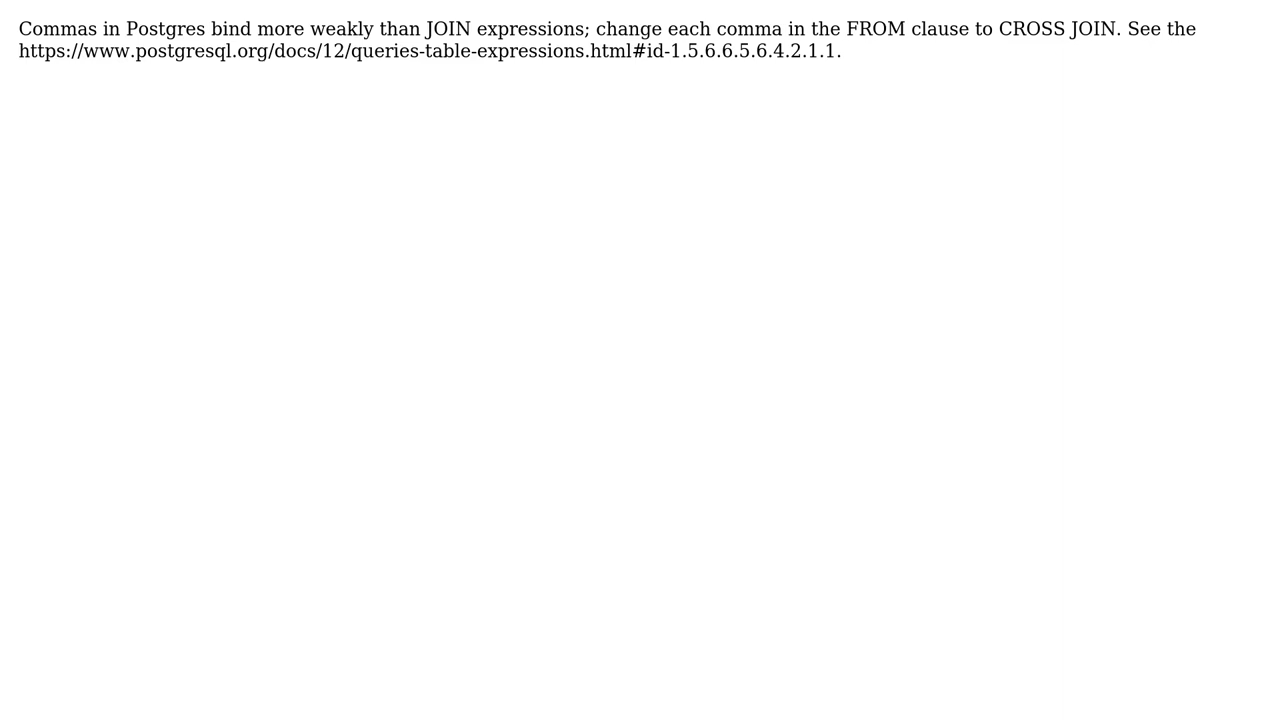 Commas in Postgres bind more weakly than JOIN expressions; change each comma in the FROM clause to CROSS JOIN. See the
https://www.postgresql.org/docs/12/queries-table-expressions.html#id-1.5.6.6.5.6.4.2.1.1.